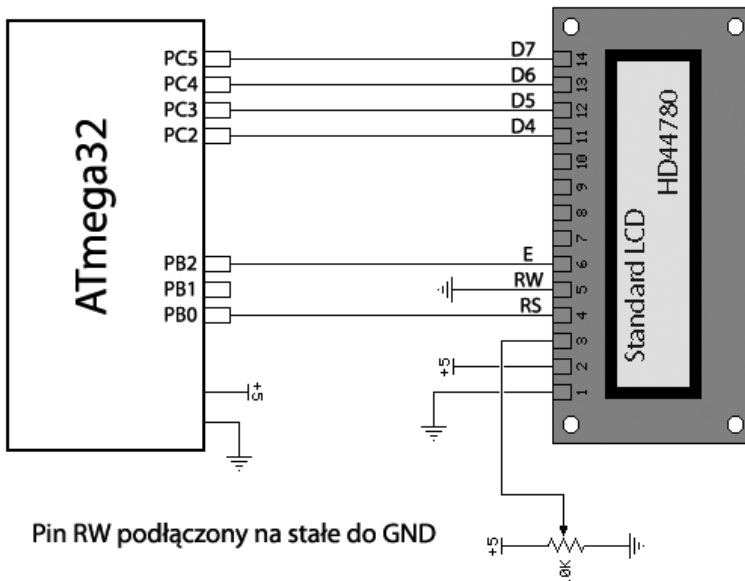 ATmega32
PC5
PC4
PC3
PC2
PB2
PB1
PB0
+5
D7
D6
D5
D4
E
RW
RS
+5
14
13
12
11
10
9
8
7
6
5
4
3
2
1
Standard LCD
HD44780
+5
.0K
Pin RW podłączony na stałe do GND